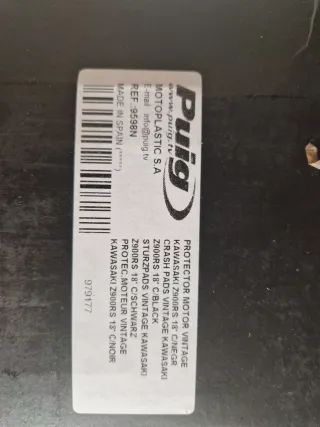 Puig
www.puig.tv
MOTOPLASTIC S.A
E-mail info@puig.tv
REF.:9598N
MADE IN SPAIN (*****)
979177
PROTECTOR MOTOR VINTAGE
KAWASAKI Z900RS 18' C/NEGR
CRASH PADS VINTAGE KAWASAKI
Z900RS 18' C/BLACK
STURZPADS VINTAGE KAWASAKI
Z900RS 18' C/SCHWARZ
PROTEC.MOTEUR VINTAGE
KAWASAKI Z900RS 18' C/NOIR